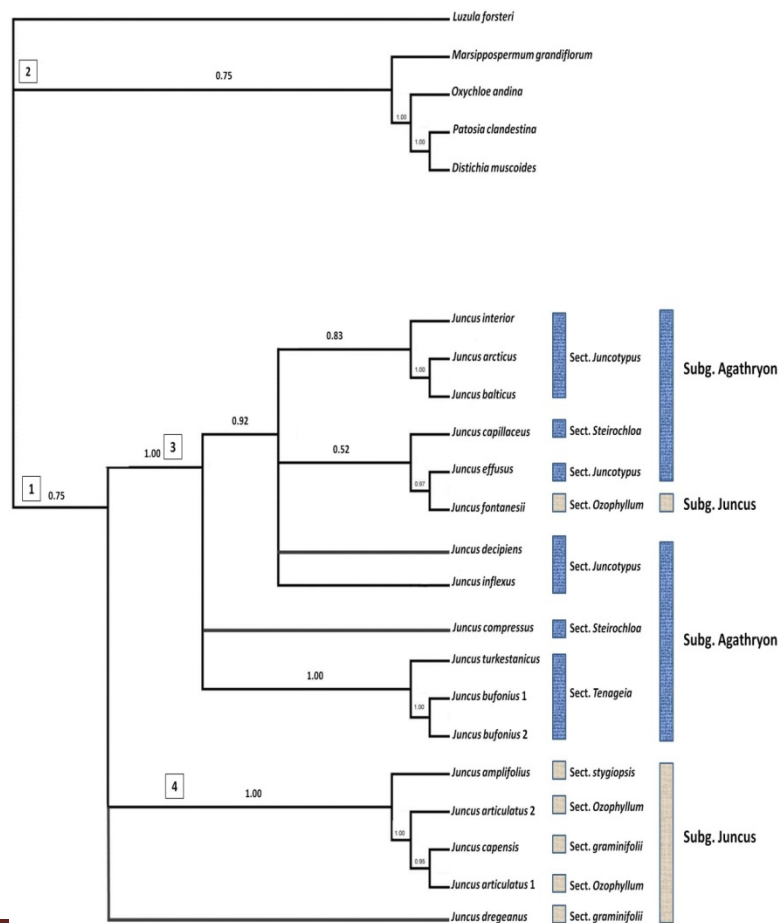 Luzula forsteri
2
0.75
Marsippospermum grandiflorum
Oxychloe andina
1.00
Patosia clandestina
1.00
Distichia muscoides
Juncus interior
0.83
Juncus arcticus
Sect. Juncotypus
1.00
Juncus balticus
Subg. Agathryon
0.92
Juncus capillaceus
Sect. Steirochloa
3
1.00
0.52
Juncus effusus
Sect. Juncotypus
0.97
1
0.75
Juncus fontanesii
Sect. Ozophyllum
Subg. Juncus
Juncus decipiens
Sect. Juncotypus
Juncus inflexus
Juncus compressus
Sect. Steirochloa
Subg. Agathryon
Juncus turkestanicus
1.00
Juncus bufonius 1
Sect. Tenageia
1.00
Juncus bufonius 2
4
1.00
Juncus amplifolius
Sect. stygiopsis
Juncus articulatus 2
Sect. Ozophyllum
1.00
Subg. Juncus
Juncus capensis
Sect. graminifolii
0.95
Juncus articulatus 1
Sect. Ozophyllum
Juncus dregeanus
Sect. graminifolii